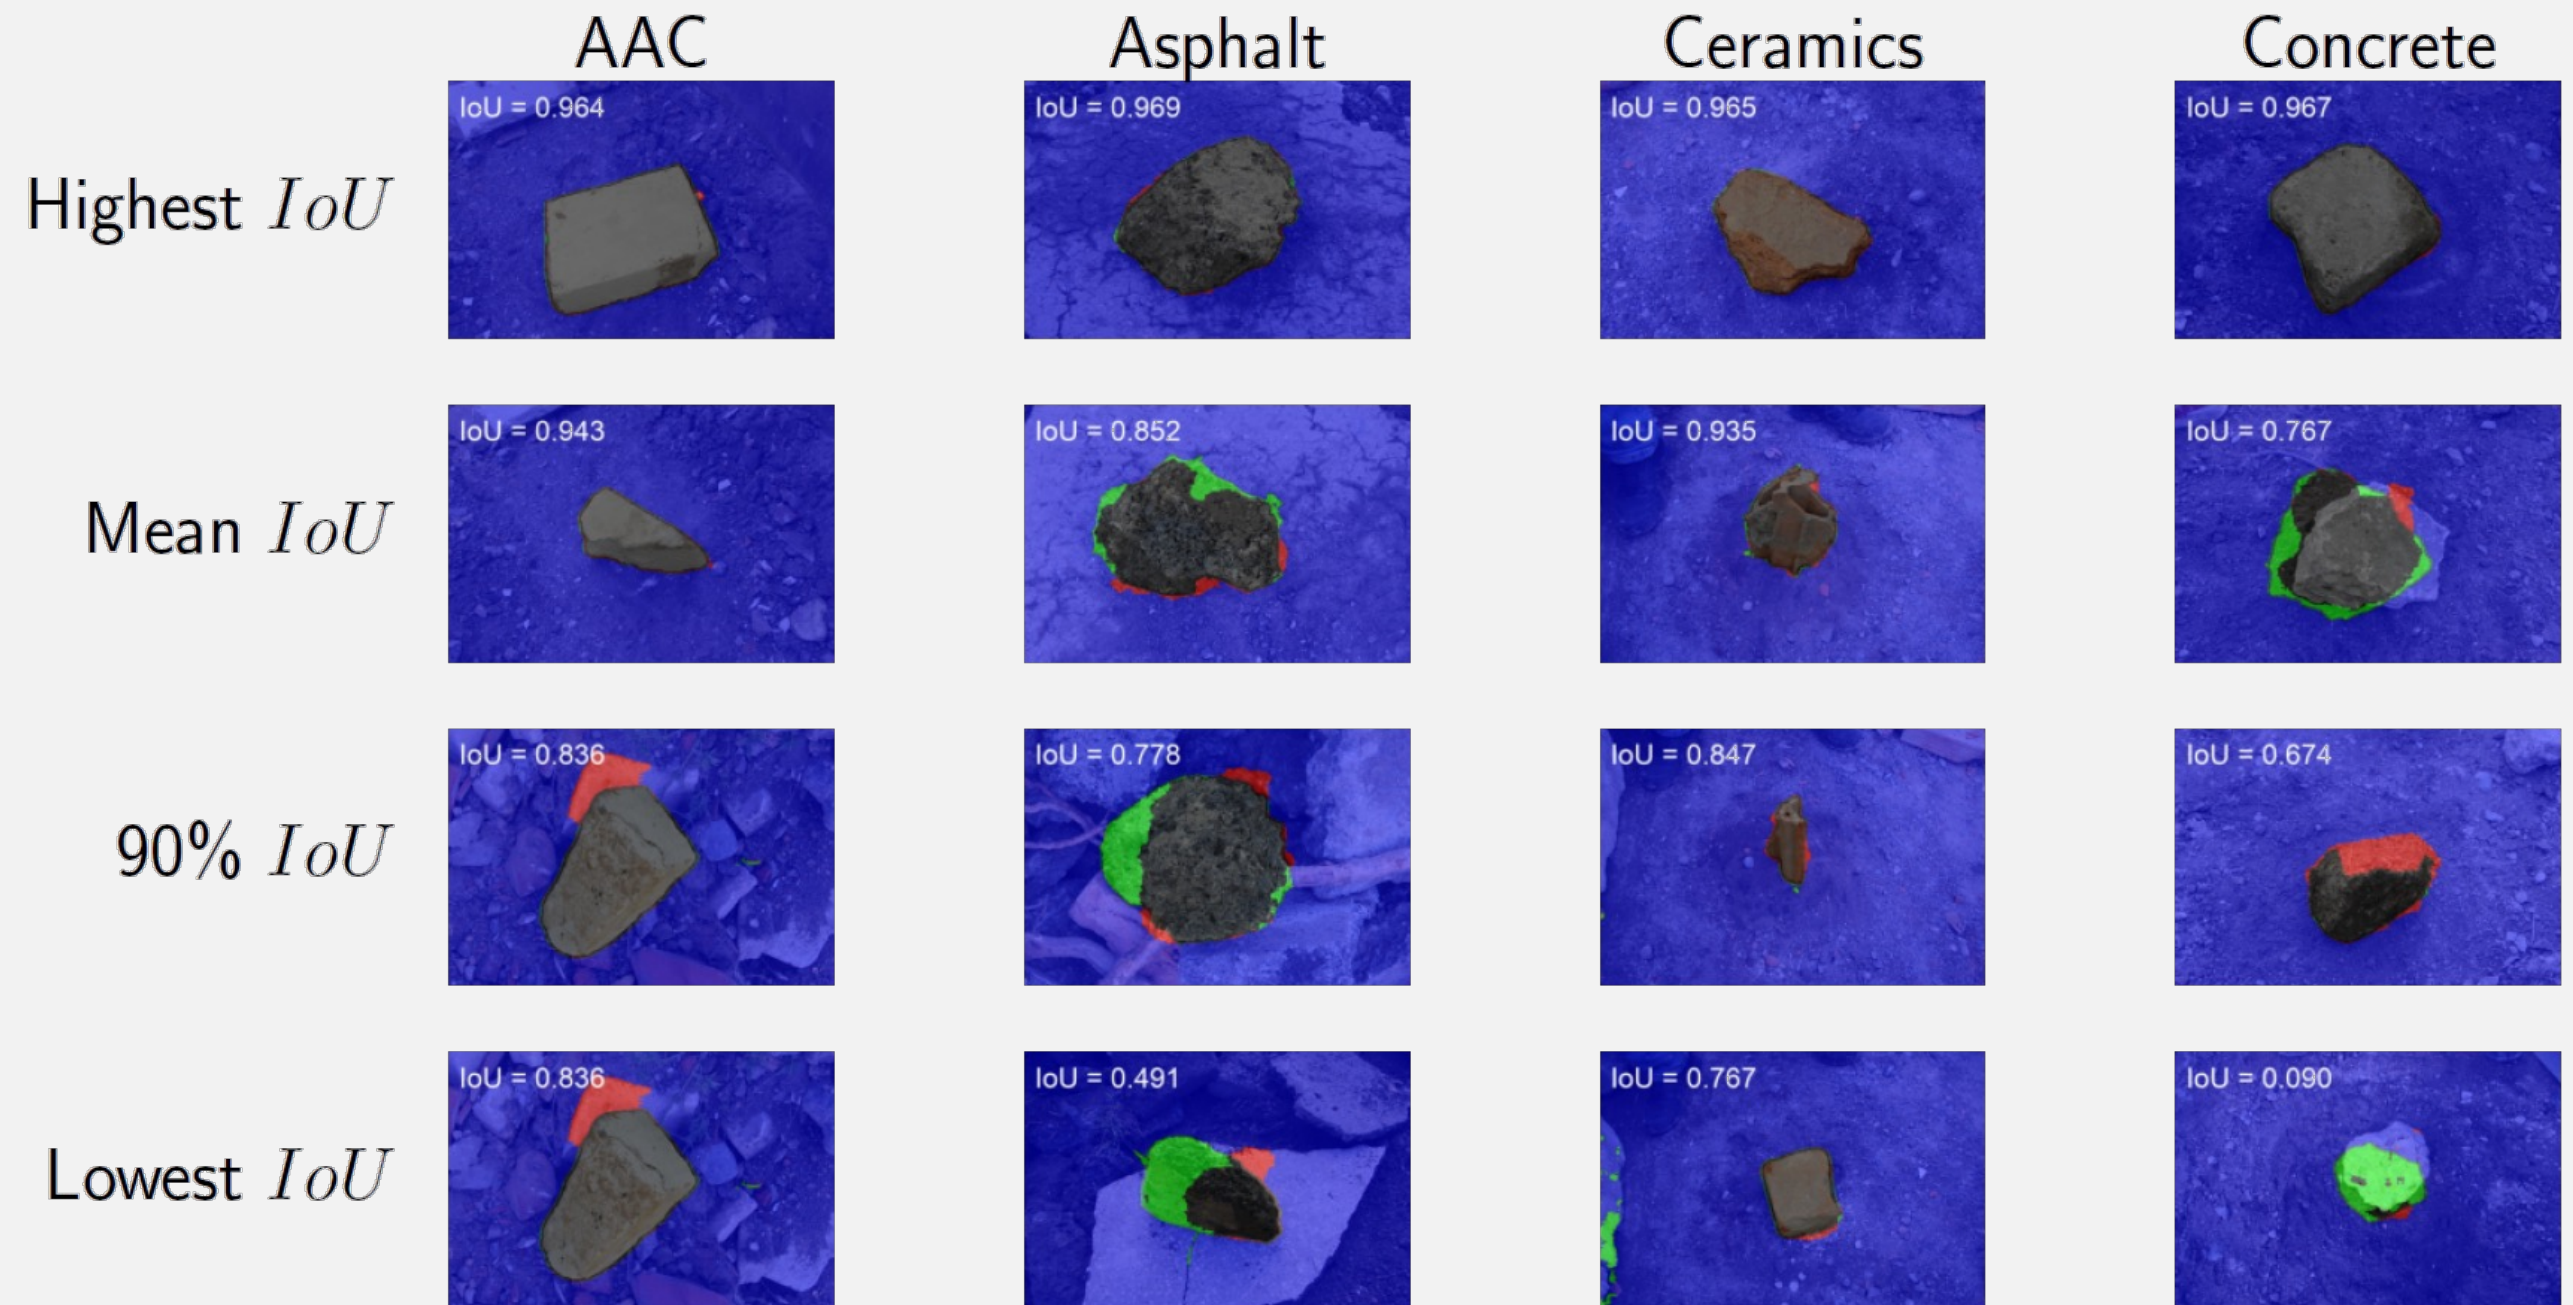 AAC Asphalt Ceramics Concrete
Highest IoU
IoU = 0.964
IoU = 0.969
IoU = 0.965
IoU = 0.967
Mean IoU
IoU = 0.943
IoU = 0.852
IoU = 0.935
IoU = 0.767
90% IoU
IoU = 0.836
IoU = 0.778
IoU = 0.847
IoU = 0.674
Lowest IoU
IoU = 0.836
IoU = 0.491
IoU = 0.767
IoU = 0.090